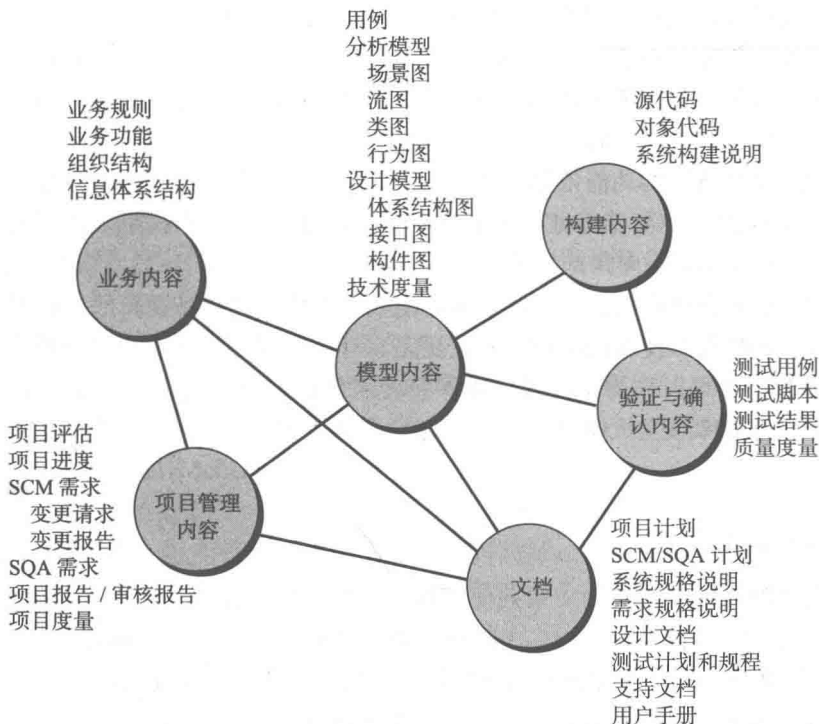 用例
分析模型
场景图
流图
类图
行为图
设计模型
体系结构图
接口图
构件图
技术度量
业务规则
业务功能
组织结构
信息体系结构
源代码
对象代码
系统构建说明
构建内容
业务内容
模型内容
验证与确
认内容
测试用例
测试脚本
测试结果
质量度量
项目评估
项目进度
SCM 需求
变更请求
变更报告
SQA 需求
项目报告 / 审核报告
项目度量
项目管理
内容
文档
项目计划
SCM/SQA 计划
系统规格说明
需求规格说明
设计文档
测试计划和规程
支持文档
用户手册